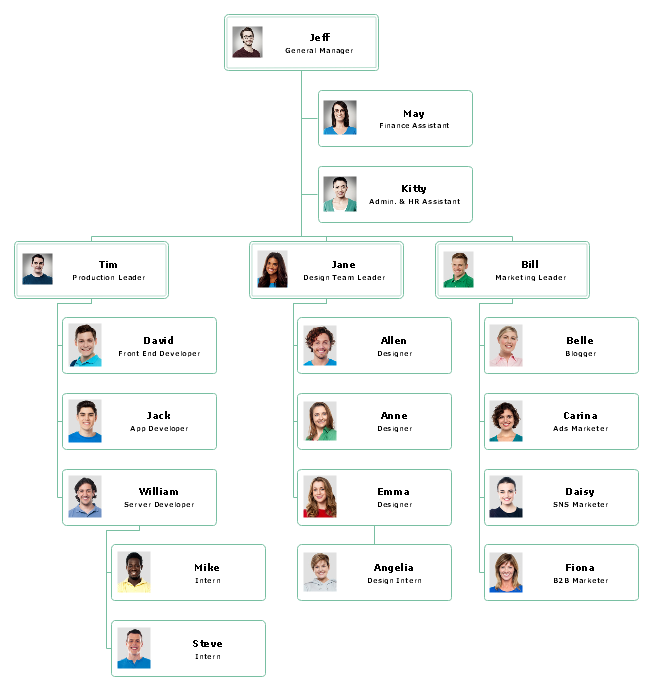 Jeff
General Manager
May
Finance Assistant
Kitty
Admin. & HR Assistant
Tim
Production Leader
Jane
Design Team Leader
Bill
Marketing Leader
David
Front End Developer
Allen
Designer
Belle
Blogger
Jack
App Developer
Anne
Designer
Carina
Ads Marketer
William
Server Developer
Emma
Designer
Daisy
SNS Marketer
Mike
Intern
Angelia
Design Intern
Fiona
B2B Marketer
Steve
Intern